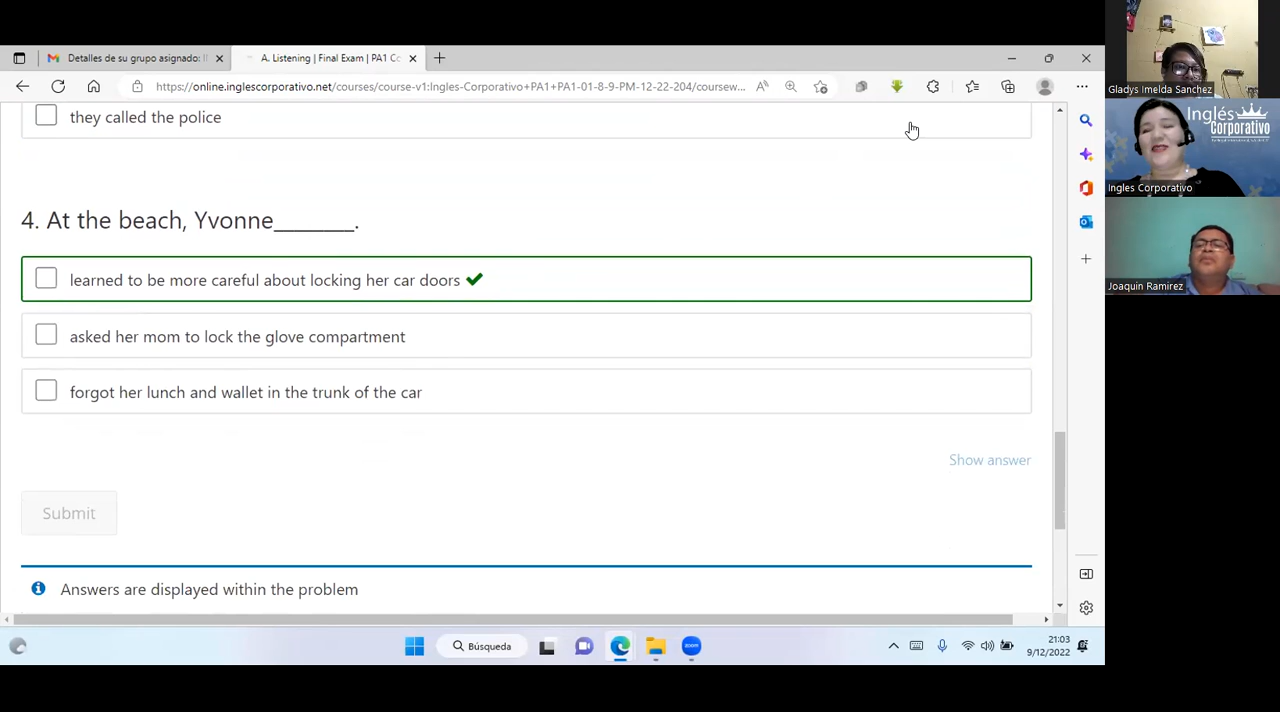 Detalles de su grupo asignado: I
A. Listening | Final Exam | PA1 Co
https://online.inglescorporativo.net/courses/course-v1:Ingles-Corporativo+PA1+PA1-01-8-9-PM-12-22-204/coursew...
they called the police
4. At the beach, Yvonne________.
learned to be more careful about locking her car doors
asked her mom to lock the glove compartment
forgot her lunch and wallet in the trunk of the car
Show answer
Submit
Answers are displayed within the problem
Búsqueda
zoom
21:03
9/12/2022
Gladys Imelda Sanchez
Inglés
Corporativo
Ingles Corporativo
Joaquin Ramirez